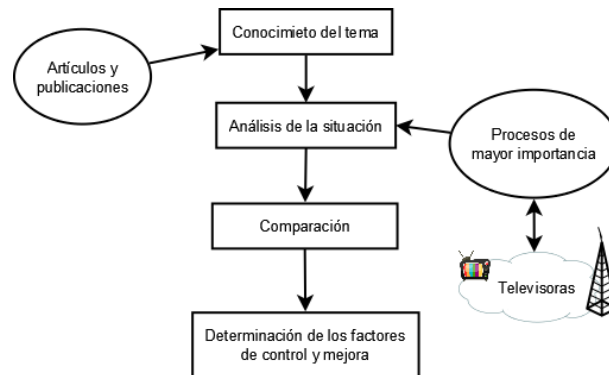 Conocimieto del tema
Artículos y
publicaciones
Análisis de la situación
Procesos de
mayor importancia
Comparación
Televisoras
Determinación de los factores
de control y mejora